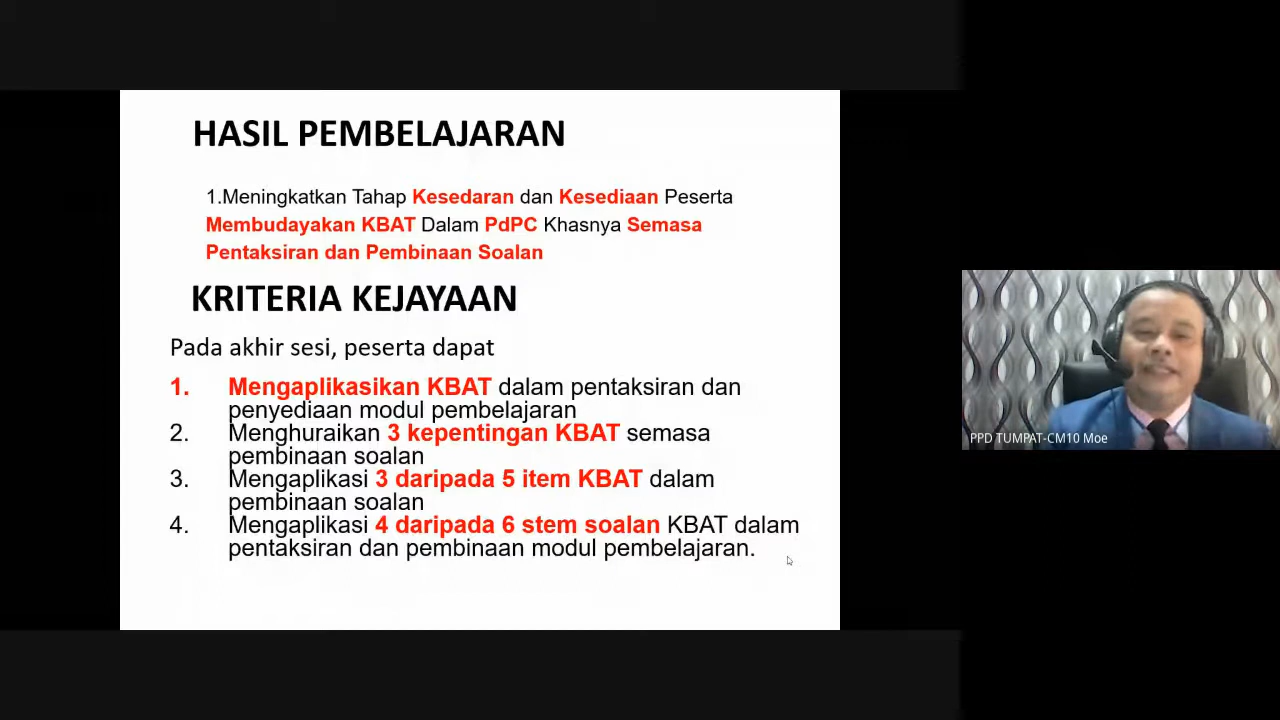 HASIL PEMBELAJARAN
1.Meningkatkan Tahap Kesedaran dan Kesediaan Peserta
Membudayakan KBAT Dalam PdPC Khasnya Semasa
Pentaksiran dan Pembinaan Soalan
KRITERIA KEJAYAAN
Pada akhir sesi, peserta dapat
1. Mengaplikasikan KBAT dalam pentaksiran dan
penyediaan modul pembelajaran
2. Menghuraikan 3 kepentingan KBAT semasa
pembinaan soalan
3. Mengaplikasi 3 daripada 5 item KBAT dalam
pembinaan soalan
4. Mengaplikasi 4 daripada 6 stem soalan KBAT dalam
pentaksiran dan pembinaan modul pembelajaran.
PPD TUMPAT-CM10 Moe